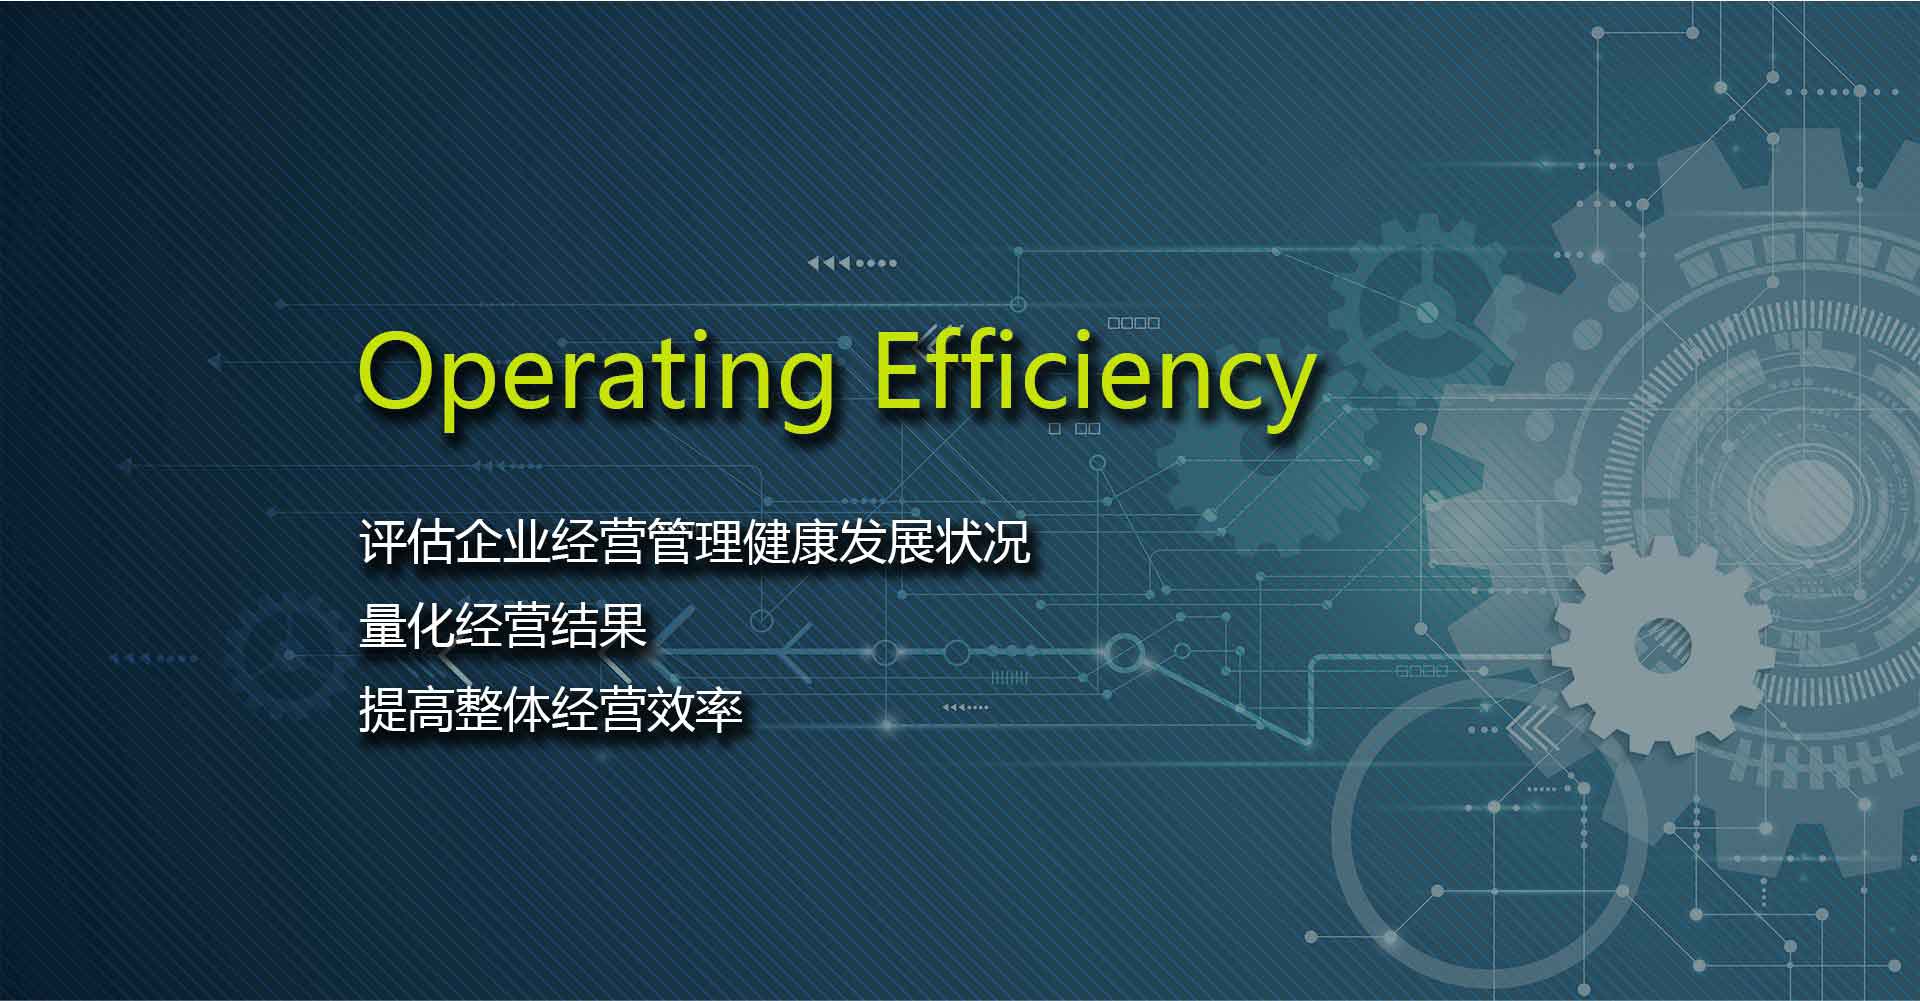 Operating Efficiency
评估企业经营管理健康发展状况
量化经营结果
提高整体经营效率